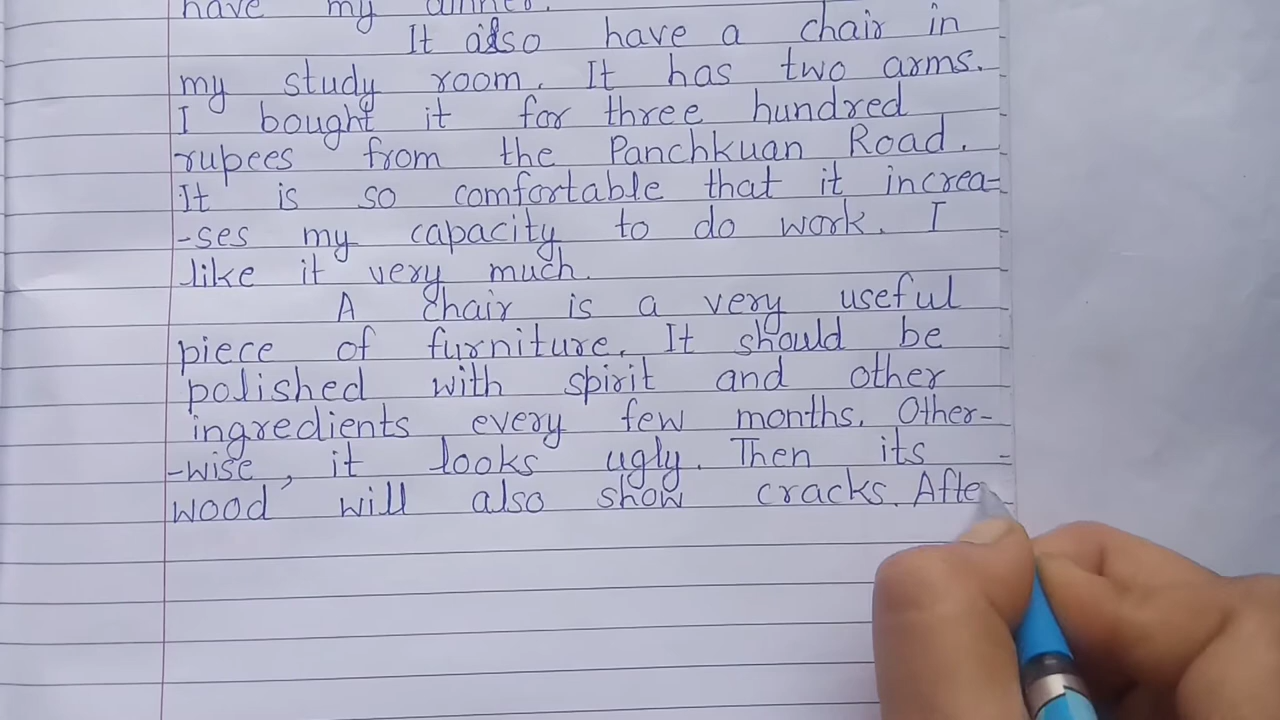 have my dinner.
It also have a chair in
my study room. It has two arms.
I bought it for three hundred
rupees from the Panchkuan Road.
It is so comfortable that it increa=
-ses my capacity to do work. I
like it very much.
A chair is a very useful
piece of furniture. It should be
polished with spirit and other
ingredients every few months. Other-
-wise, it looks ugly. Then its -
wood will also show cracks. Afte